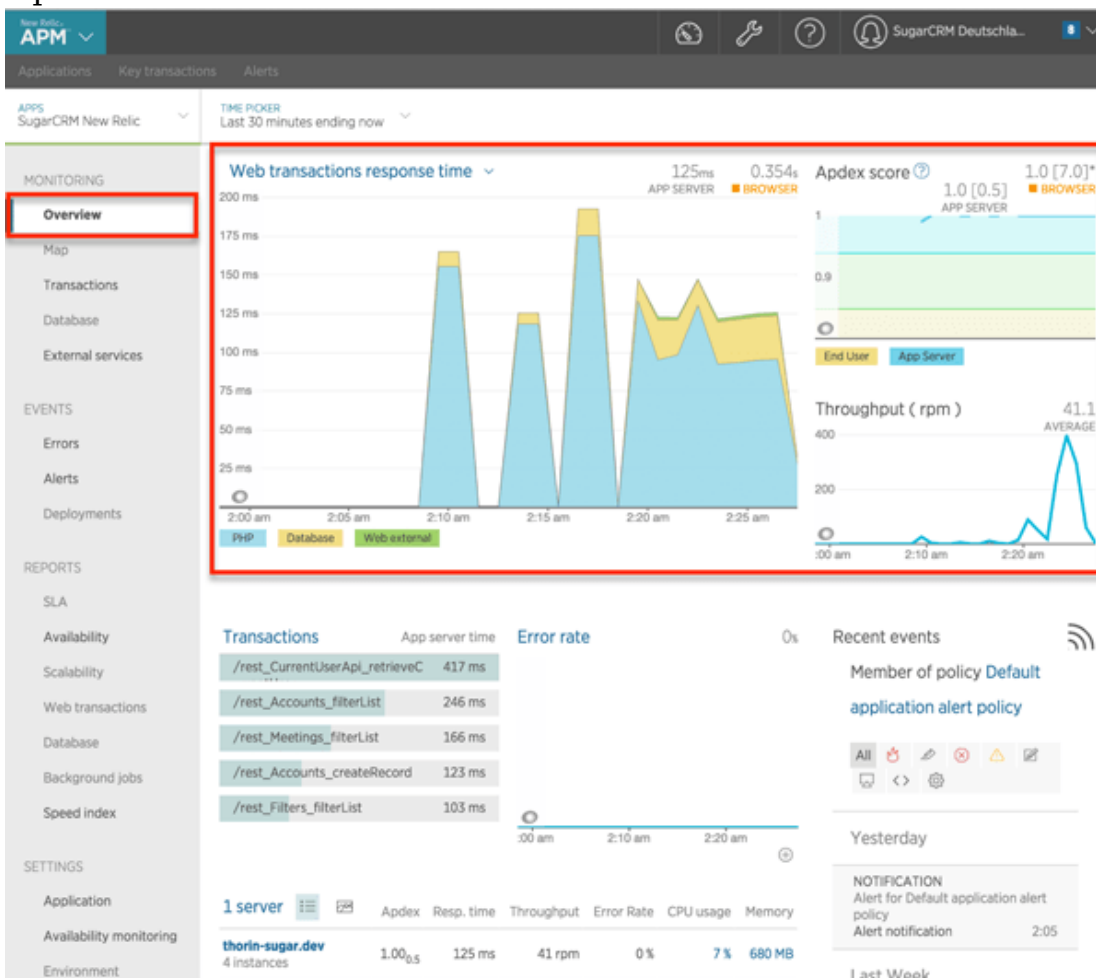 New Relic.
APM
SugarCRM Deutschla...
8
Applications Key transactions Alerts
APPS
SugarCRM New Relic
TIME PICKER
Last 30 minutes ending now
MONITORING
Overview
Map
Transactions
Database
External services
EVENTS
Errors
Alerts
Deployments
REPORTS
SLA
Availability
Scalability
Web transactions
Database
Background jobs
Speed index
SETTINGS
Application
Availability monitoring
Environment
Web transactions response time
125ms
APP SERVER
0.354s
BROWSER
200 ms
175 ms
150 ms
125 ms
100 ms
75 ms
50 ms
25 ms
2:00 am 2:05 am 2:10 am 2:15 am 2:20 am 2:25 am
PHP Database Web external
Apdex score ?
1.0 [0.5]
APP SERVER
1.0 [7.0]*
BROWSER
1
0.9
End User App Server
Throughput ( rpm )
41.1
AVERAGE
400
200
:00 am 2:10 am 2:20 am
Transactions App server time
/rest_CurrentUserApi_retrieveC 417 ms
/rest_Accounts_filterList 246 ms
/rest_Meetings_filterList 166 ms
/rest_Accounts_createRecord 123 ms
/rest_Filters_filterList 103 ms
Error rate
0%
:00 am 2:10 am 2:20 am
Recent events
Member of policy Default
application alert policy
All
Yesterday
NOTIFICATION
Alert for Default application alert
policy
Alert notification 2:05
Last Week
1 server Apdex Resp. time Throughput Error Rate CPU usage Memory
thorin-sugar.dev 1.00 0.5 125 ms 41 rpm 0 % 7 % 680 MB
4 instances